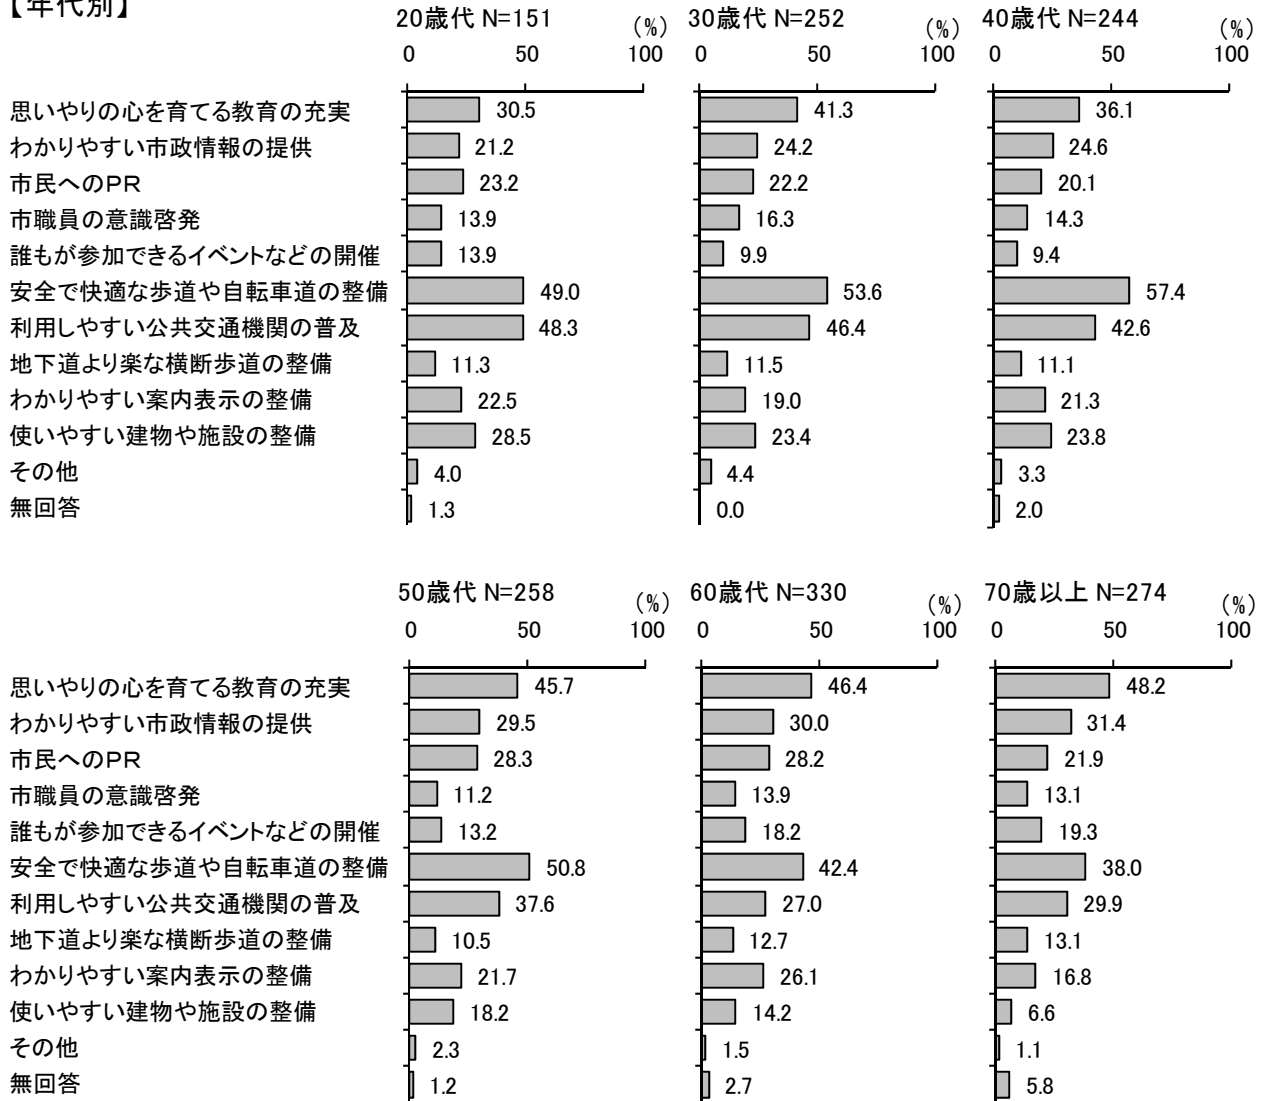 【年代別】
20歳代 N=151 (%) 30歳代 N=252 (%) 40歳代 N=244 (%)
0 50 100 0 50 100 0 50 100
思いやりの心を育てる教育の充実 30.5 41.3 36.1
わかりやすい市政情報の提供 21.2 24.2 24.6
市民へのPR 23.2 22.2 20.1
市職員の意識啓発 13.9 16.3 14.3
誰もが参加できるイベントなどの開催 13.9 9.9 9.4
安全で快適な歩道や自転車道の整備 49.0 53.6 57.4
利用しやすい公共交通機関の普及 48.3 46.4 42.6
地下道より楽な横断歩道の整備 11.3 11.5 11.1
わかりやすい案内表示の整備 22.5 19.0 21.3
使いやすい建物や施設の整備 28.5 23.4 23.8
その他 4.0 4.4 3.3
無回答 1.3 0.0 2.0
50歳代 N=258 (%) 60歳代 N=330 (%) 70歳以上 N=274 (%)
0 50 100 0 50 100 0 50 100
思いやりの心を育てる教育の充実 45.7 46.4 48.2
わかりやすい市政情報の提供 29.5 30.0 31.4
市民へのPR 28.3 28.2 21.9
市職員の意識啓発 11.2 13.9 13.1
誰もが参加できるイベントなどの開催 13.2 18.2 19.3
安全で快適な歩道や自転車道の整備 50.8 42.4 38.0
利用しやすい公共交通機関の普及 37.6 27.0 29.9
地下道より楽な横断歩道の整備 10.5 12.7 13.1
わかりやすい案内表示の整備 21.7 26.1 16.8
使いやすい建物や施設の整備 18.2 14.2 6.6
その他 2.3 1.5 1.1
無回答 1.2 2.7 5.8